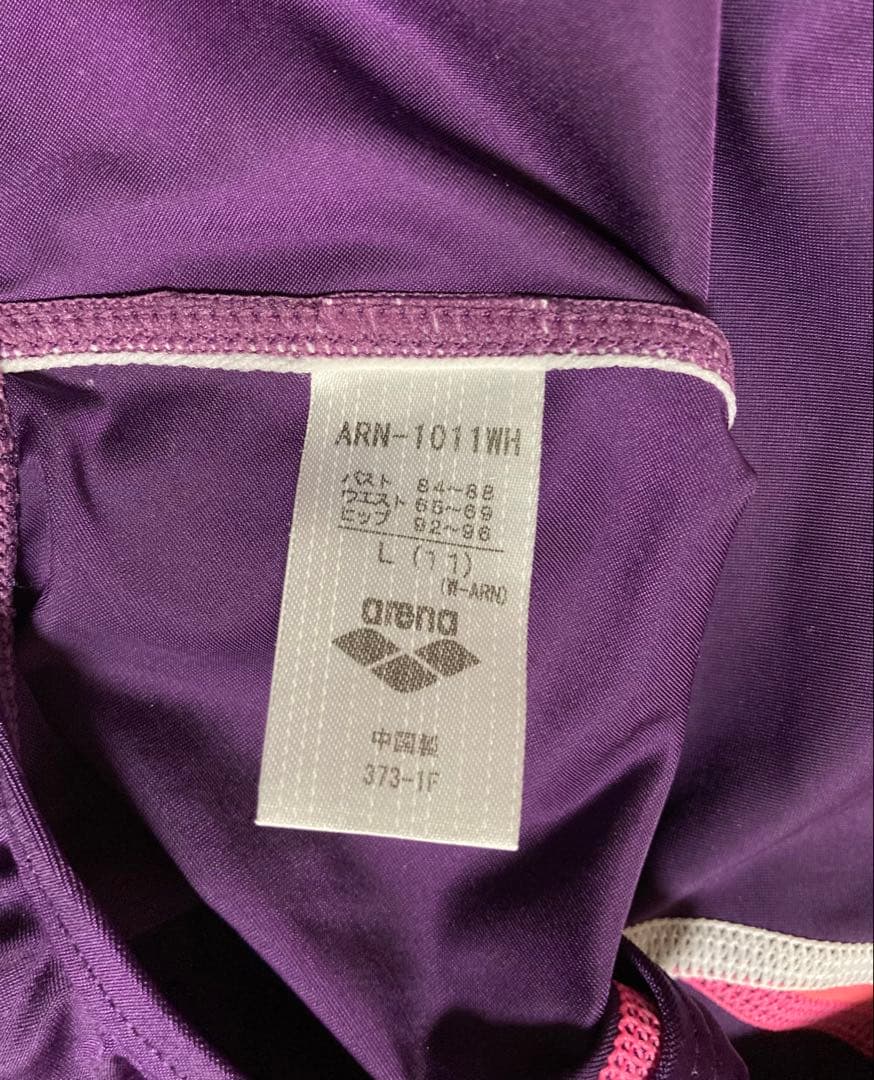 ARN-1011WH
バスト 84~88
ウエスト 65~69
ヒップ 92~96
L (11)
(W-ARN)
arena
中国製
373-1F